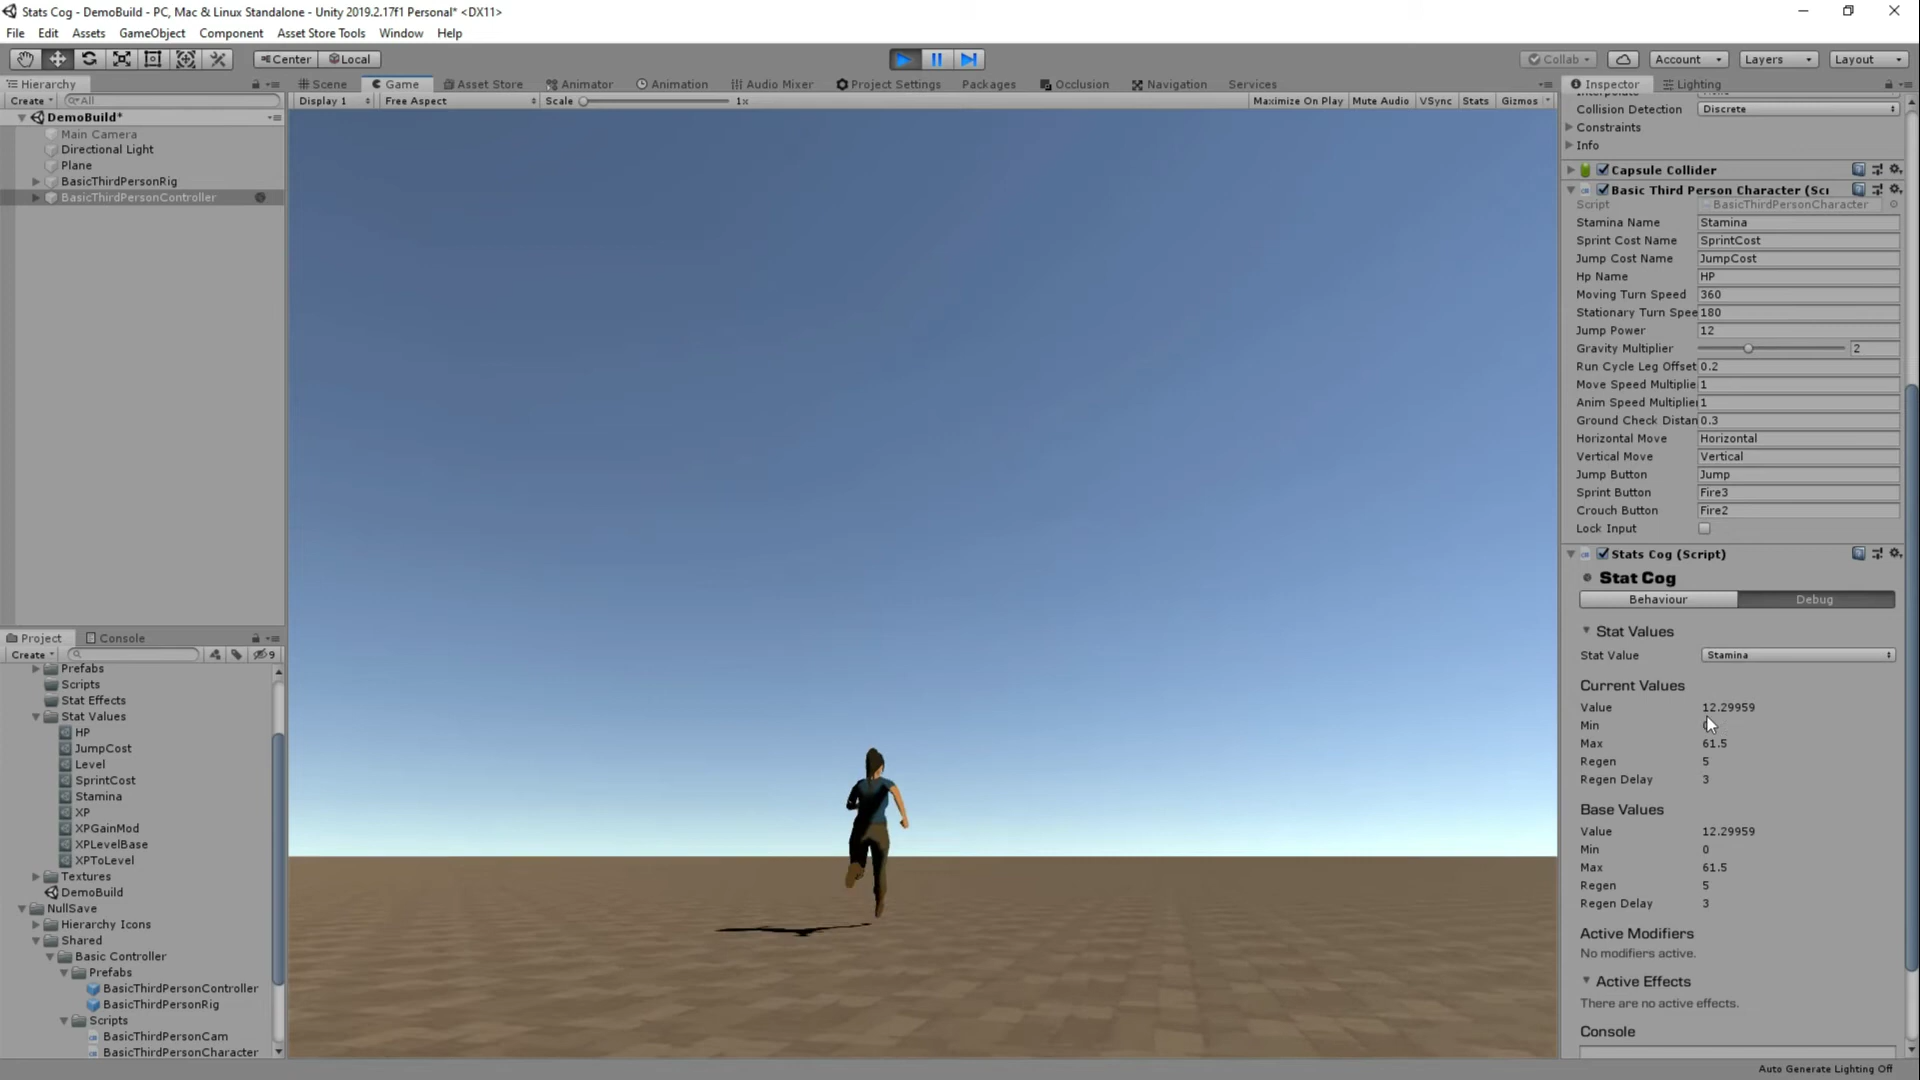 Stats Cog - DemoBuild - PC, Mac & Linux Standalone - Unity 2019.2.17f1 Personal* <DX11>
File Edit Assets GameObject Component Asset Store Tools Window Help
Center Local Collab Account Layers Layout
Hierarchy
Create All
DemoBuild*
Main Camera
Directional Light
Plane
BasicThirdPersonRig
BasicThirdPersonController
Project Console
Create 9
Prefabs
Scripts
Stat Effects
Stat Values
HP
JumpCost
Level
SprintCost
Stamina
XP
XPGainMod
XPLevelBase
XPToLevel
Textures
DemoBuild
NullSave
Hierarchy Icons
Shared
Basic Controller
Prefabs
BasicThirdPersonController
BasicThirdPersonRig
Scripts
BasicThirdPersonCam
BasicThirdPersonCharacter
Scene Game Asset Store Animator Animation Audio Mixer Project Settings Packages Occlusion Navigation Services
Display 1 Free Aspect Scale 1x Maximize On Play Mute Audio VSync Stats Gizmos
Inspector Lighting
Collision Detection Discrete
Constraints
Info
Capsule Collider
Basic Third Person Character (Scr
Script BasicThirdPersonCharacter
Stamina Name Stamina
Sprint Cost Name SprintCost
Jump Cost Name JumpCost
Hp Name HP
Moving Turn Speed 360
Stationary Turn Spee 180
Jump Power 12
Gravity Multiplier 2
Run Cycle Leg Offset 0.2
Move Speed Multiplie 1
Anim Speed Multiplier 1
Ground Check Distan 0.3
Horizontal Move Horizontal
Vertical Move Vertical
Jump Button Jump
Sprint Button Fire3
Crouch Button Fire2
Lock Input
Stats Cog (Script)
Stat Cog
Behaviour Debug
Stat Values
Stat Value Stamina
Current Values
Value 12.29959
Min
Max 61.5
Regen 5
Regen Delay 3
Base Values
Value 12.29959
Min 0
Max 61.5
Regen 5
Regen Delay 3
Active Modifiers
No modifiers active.
Active Effects
There are no active effects.
Console
Auto Generate Lighting Off